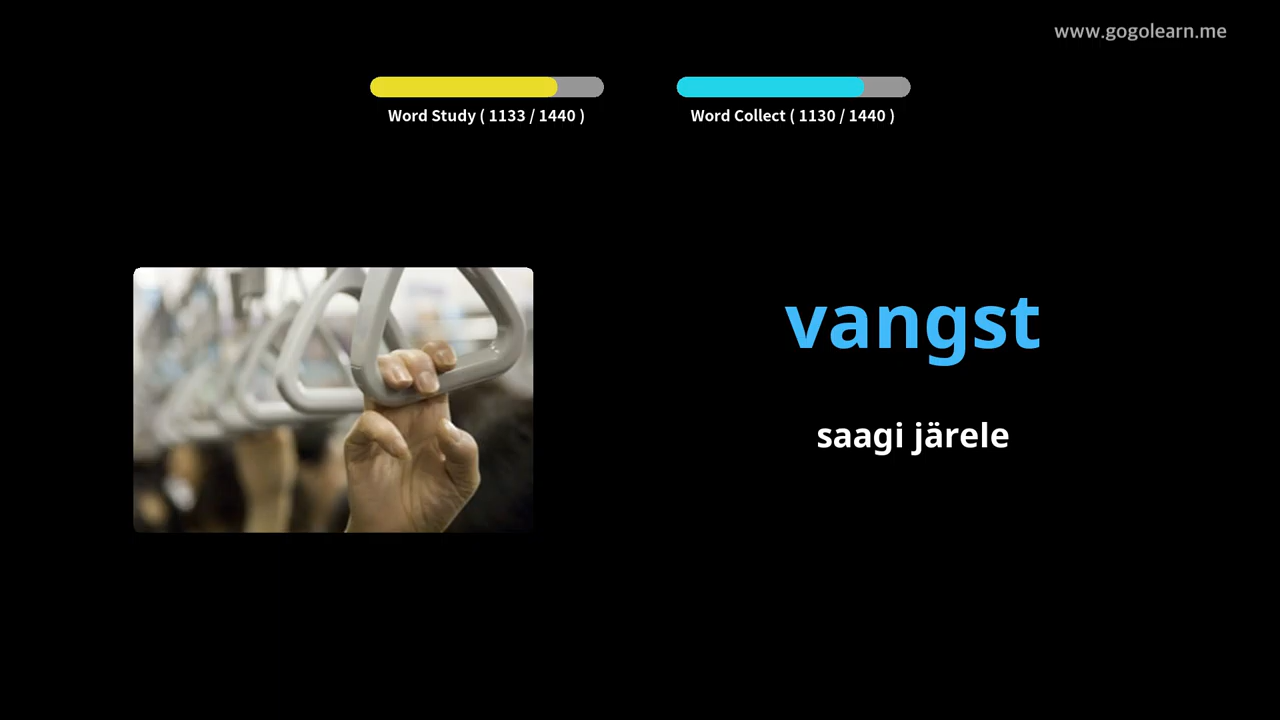 www.gogolearn.me
Word Study ( 1133 / 1440 )
Word Collect ( 1130 / 1440 )
vangst
saagi järele